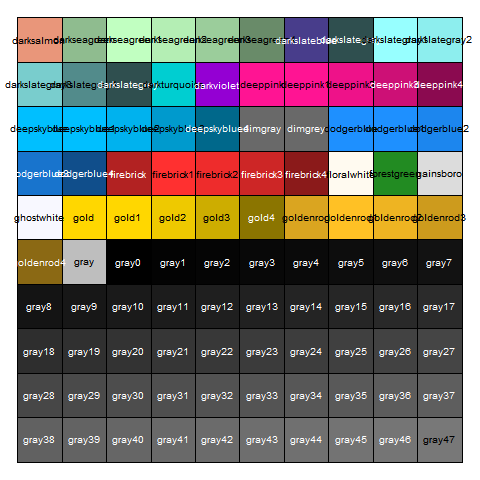 darksalmon darkseagreen darkseagreen1 darkseagreen2 darkseagreen3 darkseagreen4 darkslateblue darkslategray darkslategray1 darkslategray2
darkslategray3 darkslategray4 darkslategrey darkturquoise darkviolet deeppink deeppink1 deeppink2 deeppink3 deeppink4
deepskyblue deepskyblue1 deepskyblue2 deepskyblue3 deepskyblue4 dimgray dimgrey dodgerblue dodgerblue1 dodgerblue2
dodgerblue3 dodgerblue4 firebrick firebrick1 firebrick2 firebrick3 firebrick4 floralwhite forestgreen gainsboro
ghostwhite gold gold1 gold2 gold3 gold4 goldenrod goldenrod1 goldenrod2 goldenrod3
goldenrod4 gray gray0 gray1 gray2 gray3 gray4 gray5 gray6 gray7
gray8 gray9 gray10 gray11 gray12 gray13 gray14 gray15 gray16 gray17
gray18 gray19 gray20 gray21 gray22 gray23 gray24 gray25 gray26 gray27
gray28 gray29 gray30 gray31 gray32 gray33 gray34 gray35 gray36 gray37
gray38 gray39 gray40 gray41 gray42 gray43 gray44 gray45 gray46 gray47